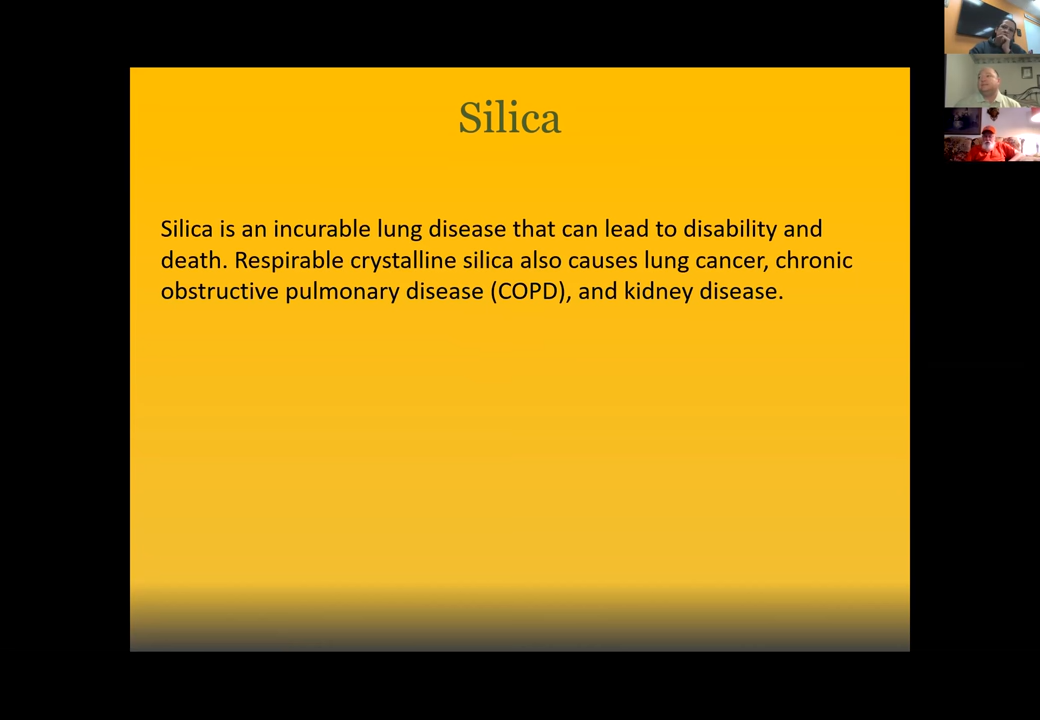 Silica
Silica is an incurable lung disease that can lead to disability and
death. Respirable crystalline silica also causes lung cancer, chronic
obstructive pulmonary disease (COPD), and kidney disease.